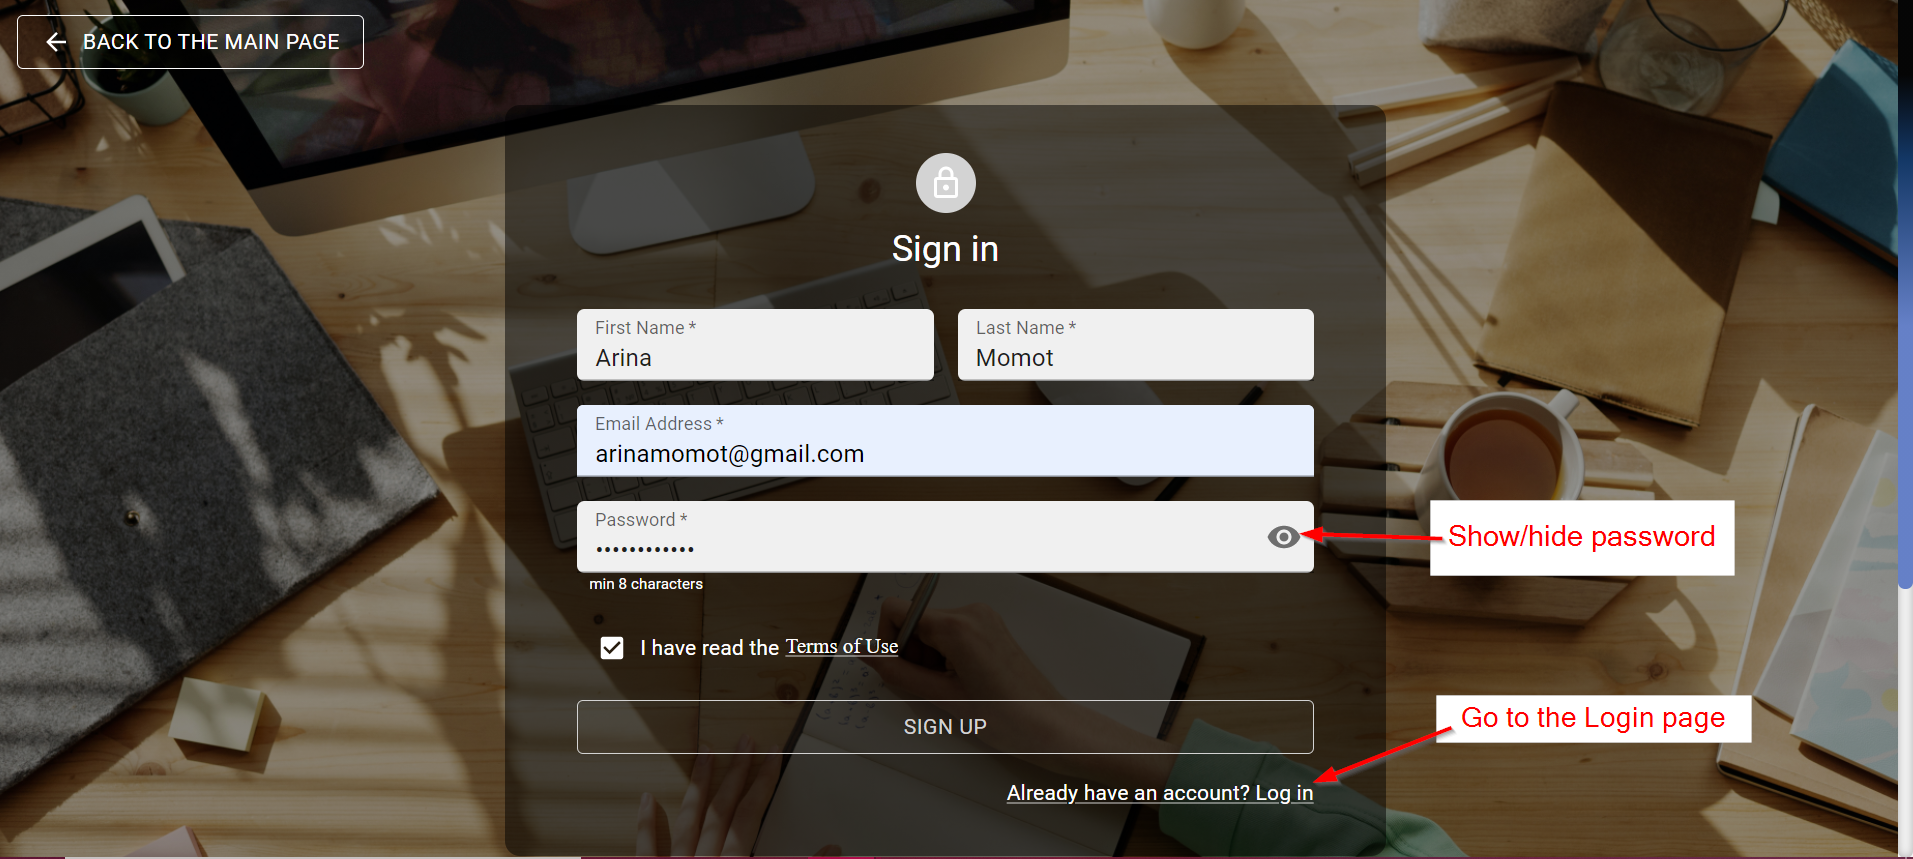 BACK TO THE MAIN PAGE
Sign in
First Name *
Arina
Last Name *
Momot
Email Address *
arinamomot@gmail.com
Password *
••••••••••••
Show/hide password
min 8 characters
I have read the Terms of Use
SIGN UP
Go to the Login page
Already have an account? Log in